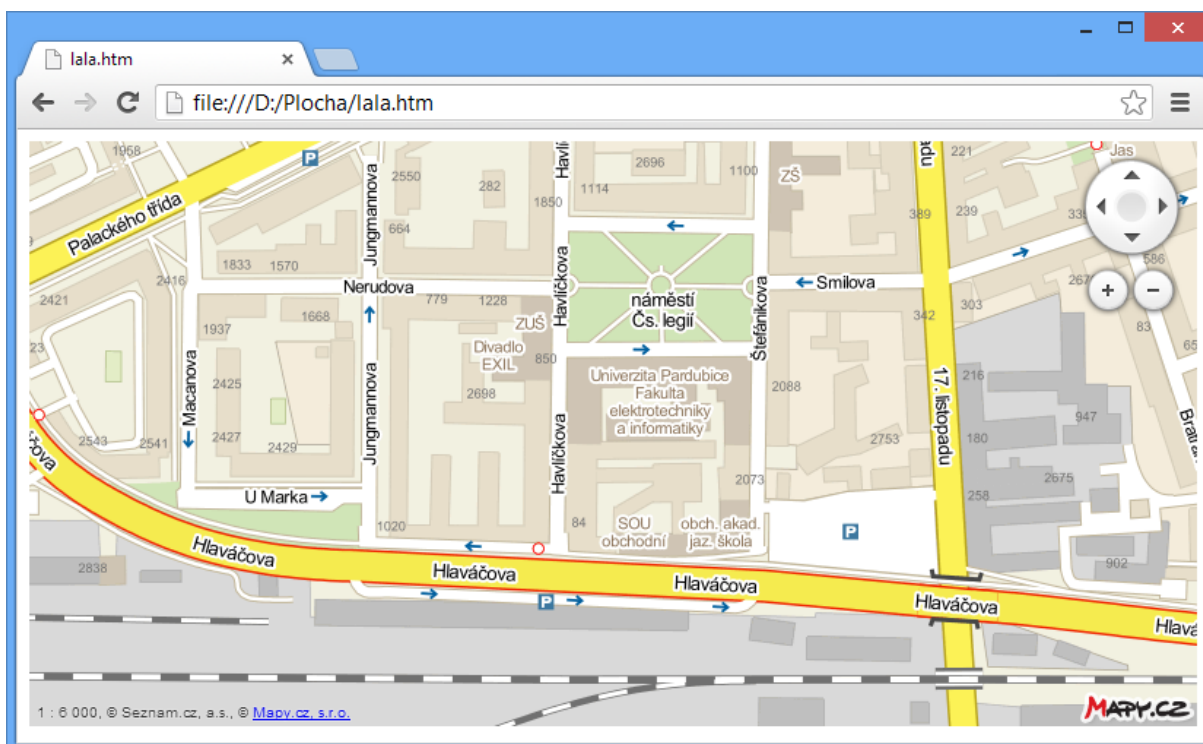 lala.htm
file:///D:/Plocha/lala.htm
1958
2550
282
2696
1100
ZŠ
221
Jas
Havlí
1114
1850
Palackého třída
Jungmannova
664
389
239
335
1833
1570
2416
Nerudova
Havlíčkova
náměstí
Čs. legií
Štefánikova
Smilova
586
267
2421
779
1228
342
303
1937
1668
ZUŠ
83
Divadlo
EXIL
850
Univerzita Pardubice
Fakulta
elektrotechniky
a informatiky
65
23
Macanova
2425
Jungmannova
2698
2088
17. listopadu
216
947
Havlíčkova
2543
2541
2427
2429
2753
180
2675
U Marka
2073
258
1020
84
SOU
obchodní
obch. akad.
jaz. škola
P
P
P
2838
Hlaváčova
Hlaváčova
Hlaváčova
Hlaváčova
902
1 : 6 000, © Seznam.cz, a.s., © Mapy.cz, s.r.o.
Mapy.cz